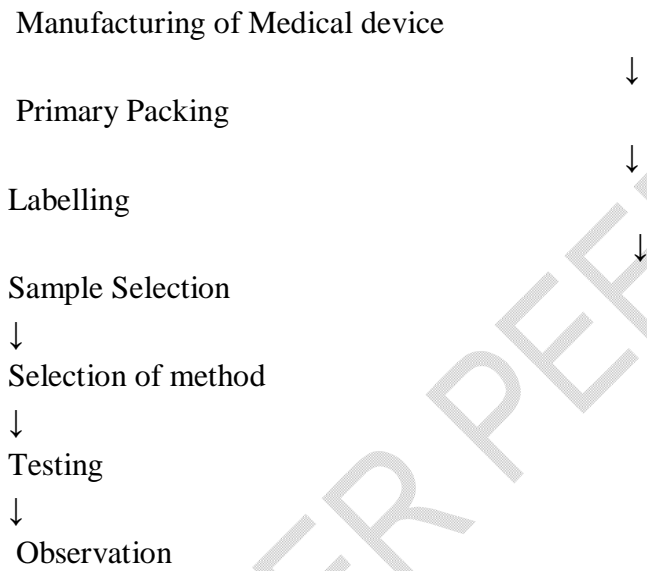 Manufacturing of Medical device
↓
Primary Packing
↓
Labelling
↓
Sample Selection
↓
Selection of method
↓
Testing
↓
Observation